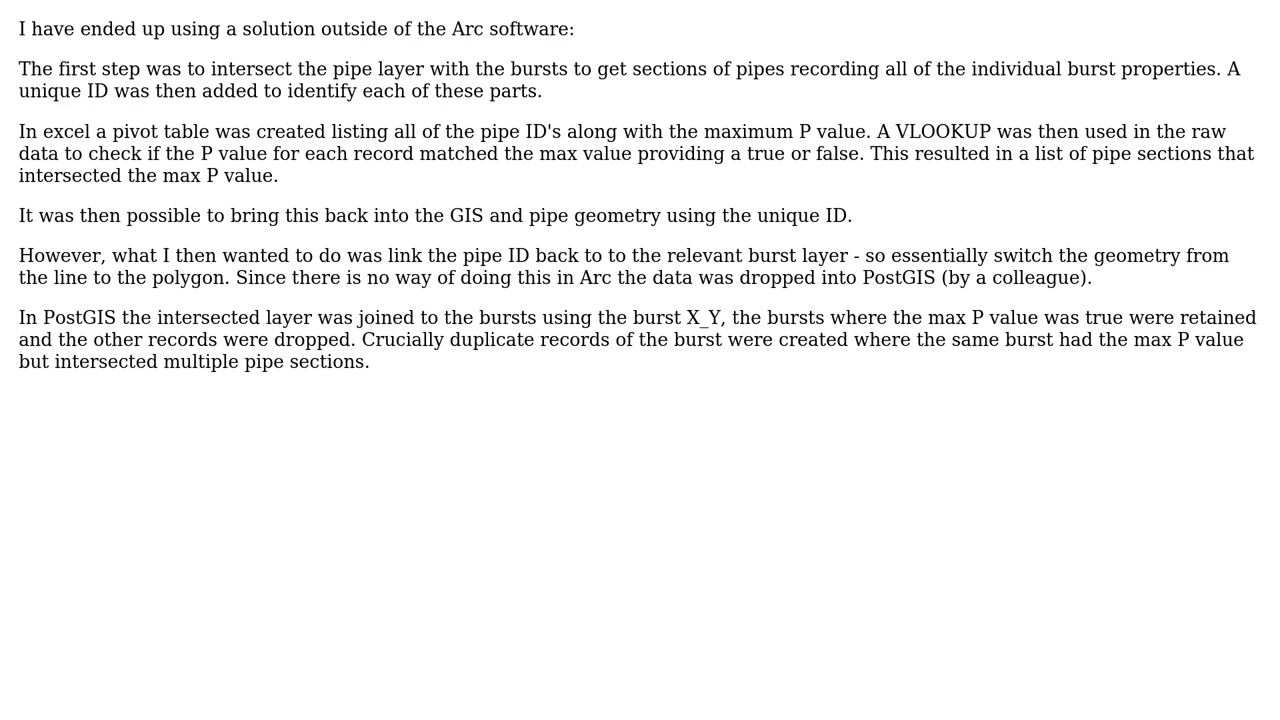 I have ended up using a solution outside of the Arc software:
The first step was to intersect the pipe layer with the bursts to get sections of pipes recording all of the individual burst properties. A
unique ID was then added to identify each of these parts.
In excel a pivot table was created listing all of the pipe ID's along with the maximum P value. A VLOOKUP was then used in the raw
data to check if the P value for each record matched the max value providing a true or false. This resulted in a list of pipe sections that
intersected the max P value.
It was then possible to bring this back into the GIS and pipe geometry using the unique ID.
However, what I then wanted to do was link the pipe ID back to to the relevant burst layer - so essentially switch the geometry from
the line to the polygon. Since there is no way of doing this in Arc the data was dropped into PostGIS (by a colleague).
In PostGIS the intersected layer was joined to the bursts using the burst X_Y, the bursts where the max P value was true were retained
and the other records were dropped. Crucially duplicate records of the burst were created where the same burst had the max P value
but intersected multiple pipe sections.